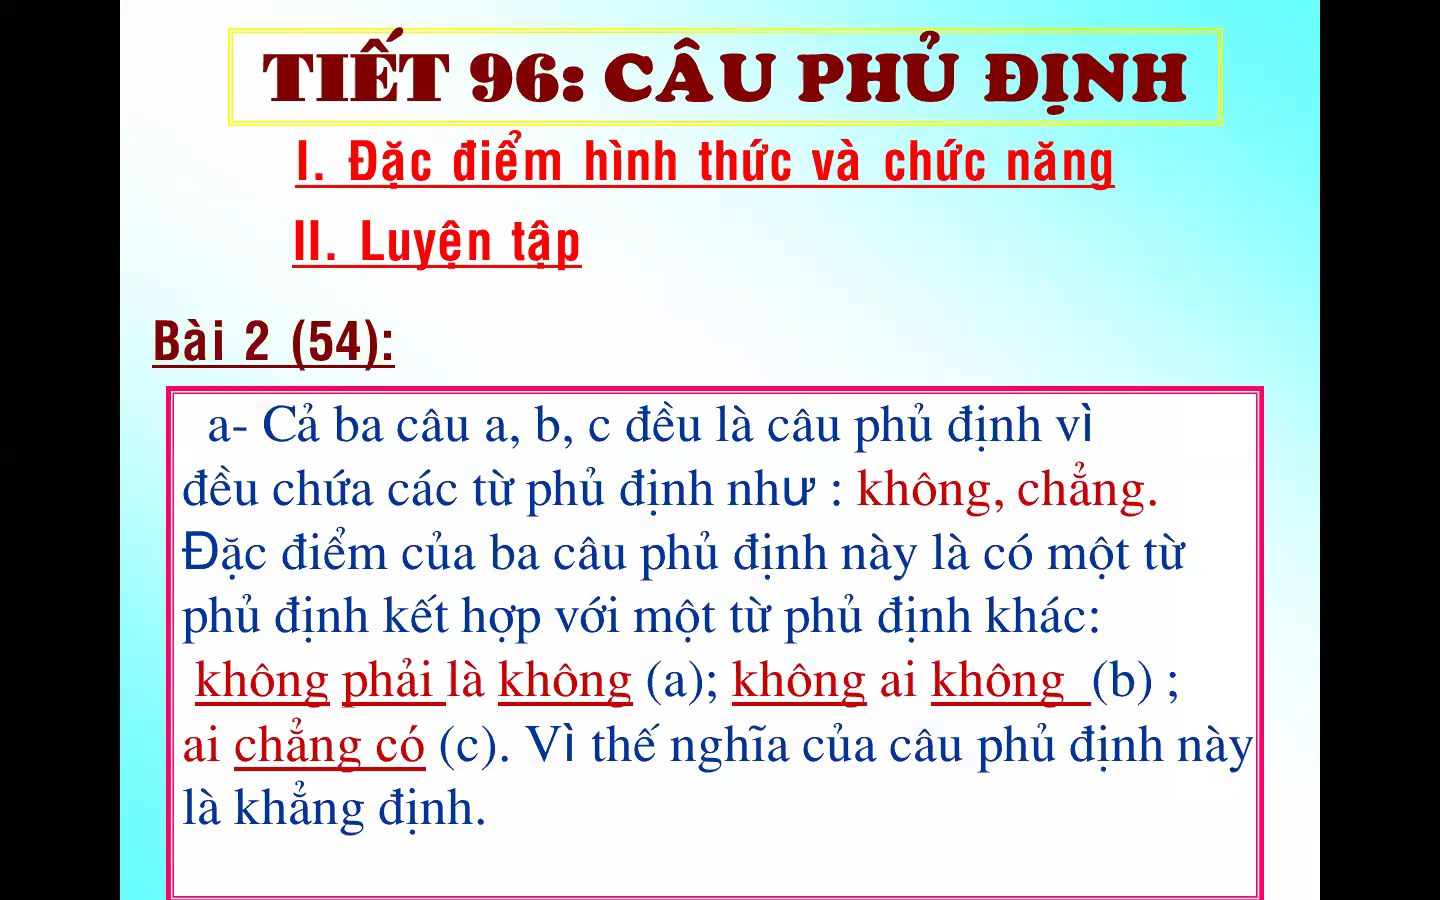 TIẾT 96: CÂU PHỦ ĐỊNH
I. Đặc điểm hình thức và chức năng
II. Luyện tập
Bài 2 (54):
a- Cả ba câu a, b, c đều là câu phủ định vì
đều chứa các từ phủ định như : không, chẳng.
Đặc điểm của ba câu phủ định này là có một từ
phủ định kết hợp với một từ phủ định khác:
không phải là không (a); không ai không (b) ;
ai chẳng có (c). Vì thế nghĩa của câu phủ định này
là khẳng định.